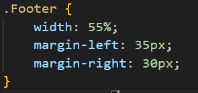 .Footer {
    width: 55%;
    margin-left: 35px;
    margin-right: 30px;
}